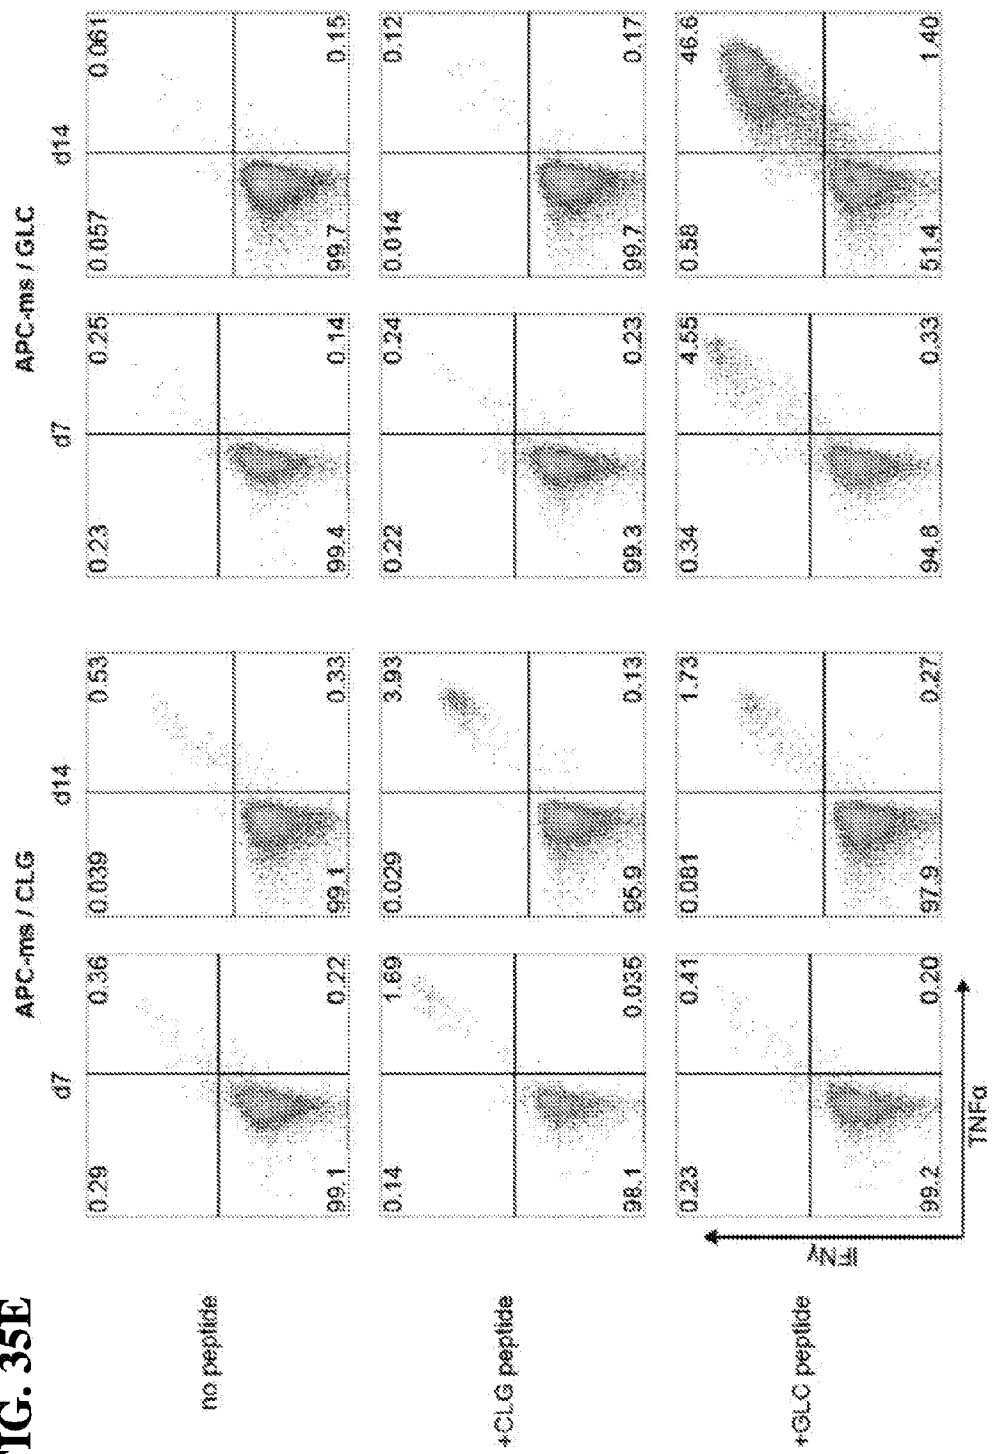 FIG. 35E
APC-ms / CLG APC-ms / GLC
d7 d14 d7 d14
0.29 0.36 0.039 0.53 0.23 0.25 0.057 0.061
no peptide
99.1 0.22 99.1 0.33 99.4 0.14 99.7 0.15
0.14 1.69 0.029 3.93 0.22 0.24 0.014 0.12
+CLG peptide
98.1 0.035 95.9 0.13 99.3 0.23 99.7 0.17
0.23 0.41 0.081 1.73 0.34 4.55 0.58 46.6
+GLC peptide
99.2 0.20 97.9 0.27 94.8 0.33 51.4 1.40
IFNγ
TNFα